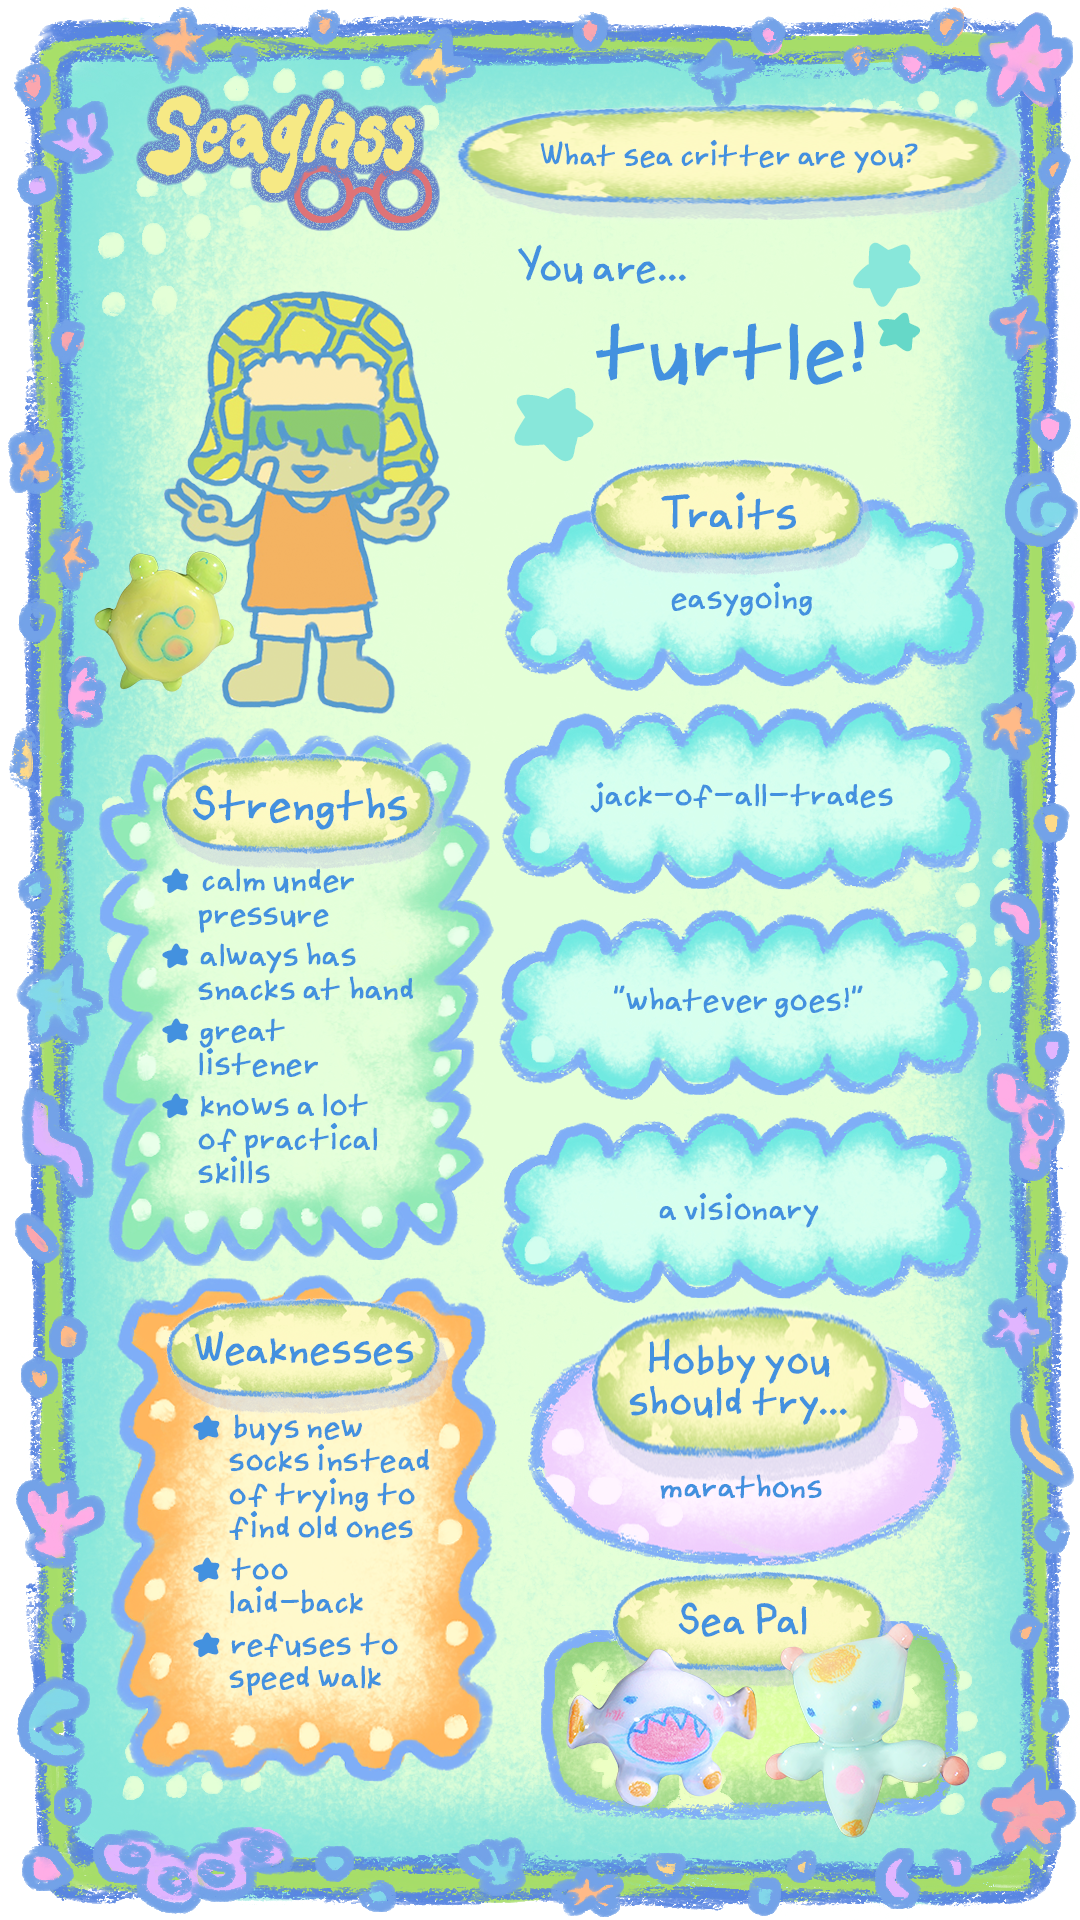 Seaglass
What sea critter are you?
You are...
turtle!
Traits
easygoing
jack-of-all-trades
"whatever goes!"
a visionary
Strengths
calm under
pressure
always has
snacks at hand
great
listener
knows a lot
of practical
skills
Weaknesses
buys new
socks instead
of trying to
find old ones
too
laid-back
refuses to
speed walk
Hobby you
should try...
marathons
Sea Pal